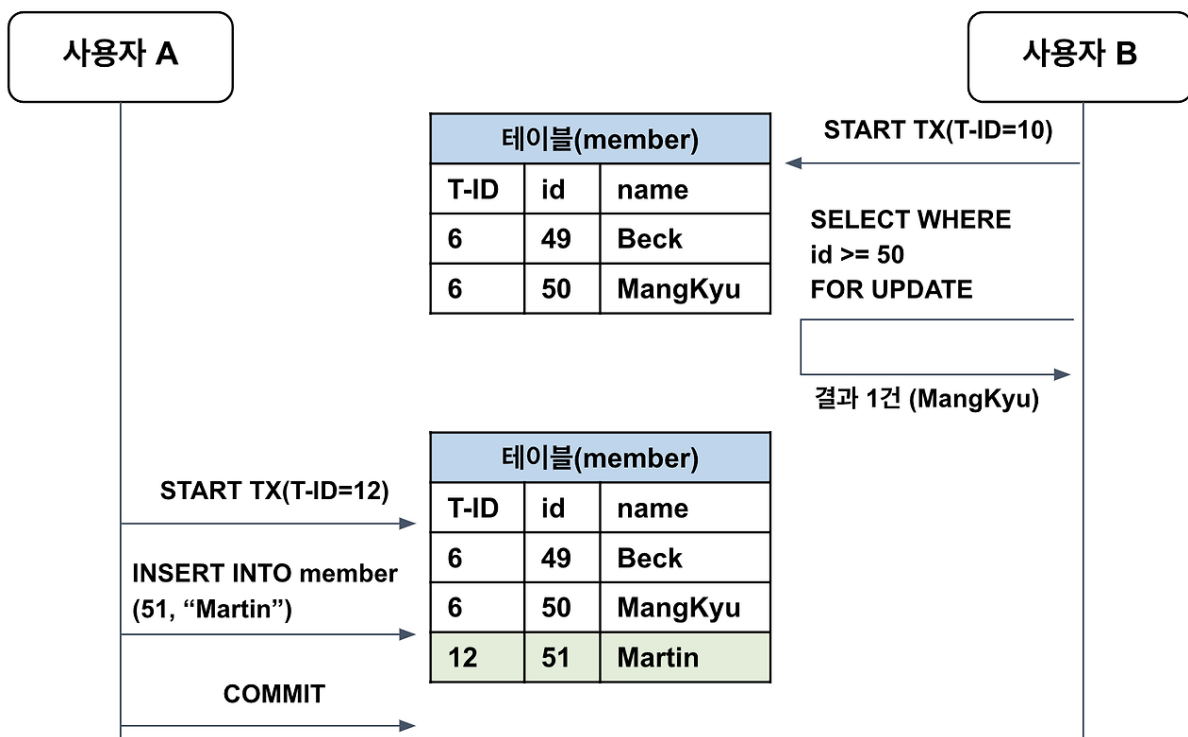 사용자 A
사용자 B
START TX(T-ID=10)
테이블(member)
T-ID id name
6 49 Beck
6 50 MangKyu
SELECT WHERE
id >= 50
FOR UPDATE
결과 1건 (MangKyu)
테이블(member)
T-ID id name
6 49 Beck
6 50 MangKyu
12 51 Martin
START TX(T-ID=12)
INSERT INTO member
(51, “Martin”)
COMMIT